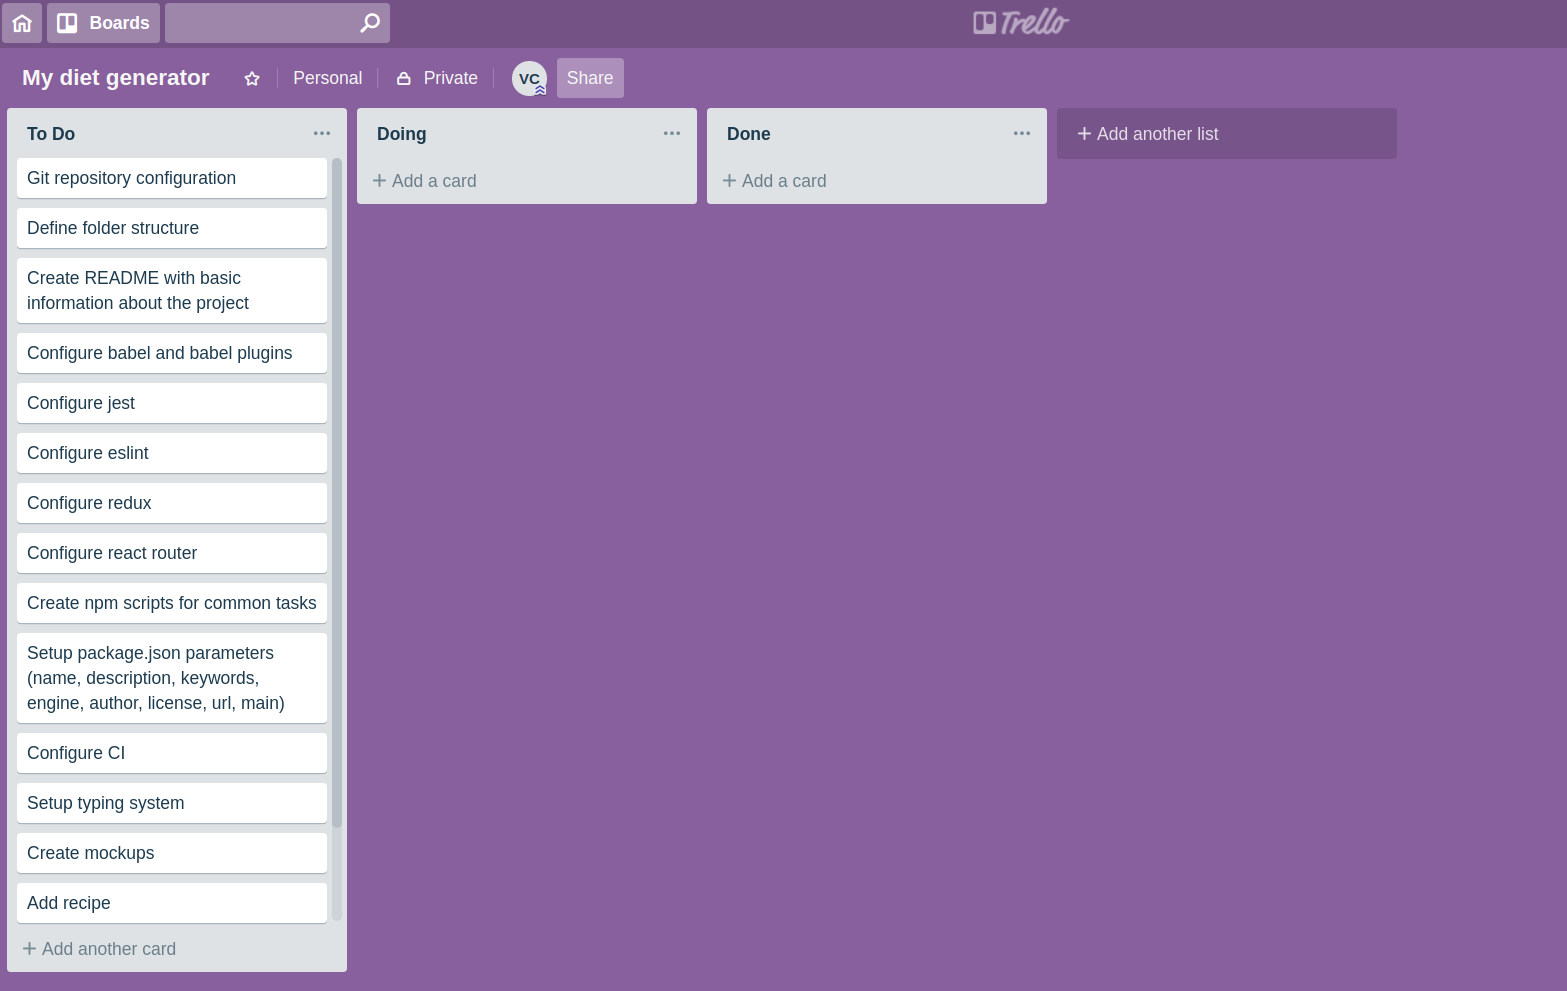 Boards
Trello
My diet generator
Personal
Private
VC
Share
To Do
Git repository configuration
Define folder structure
Create README with basic
information about the project
Configure babel and babel plugins
Configure jest
Configure eslint
Configure redux
Configure react router
Create npm scripts for common tasks
Setup package.json parameters
(name, description, keywords,
engine, author, license, url, main)
Configure CI
Setup typing system
Create mockups
Add recipe
+ Add another card
Doing
+ Add a card
Done
+ Add a card
+ Add another list